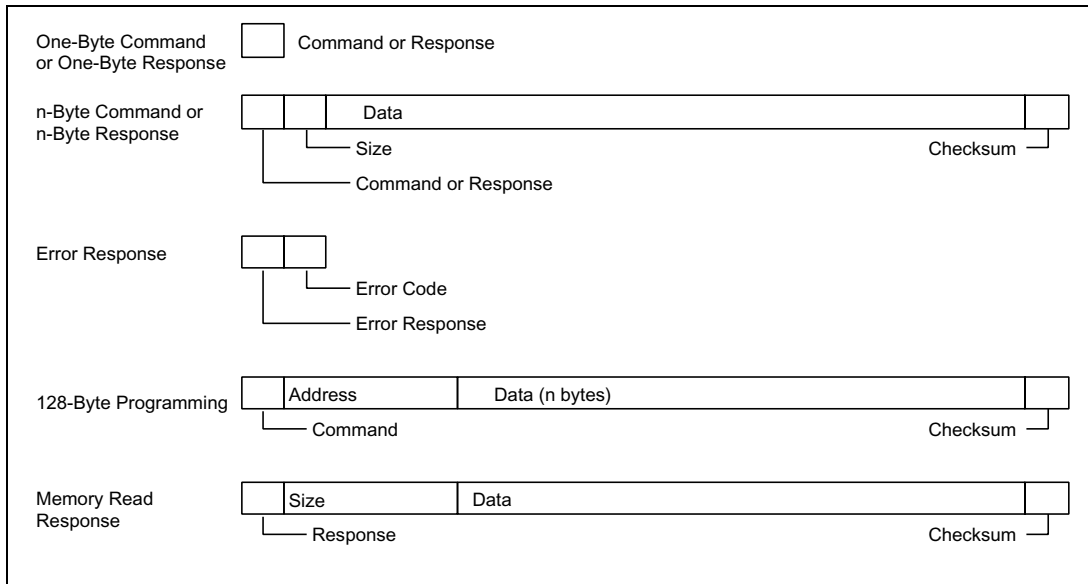 One-Byte Command
or One-Byte Response
Command or Response
n-Byte Command or
n-Byte Response
Data
Size
Checksum
Command or Response
Error Response
Error Code
Error Response
128-Byte Programming
Address
Data (n bytes)
Command
Checksum
Memory Read
Response
Size
Data
Response
Checksum